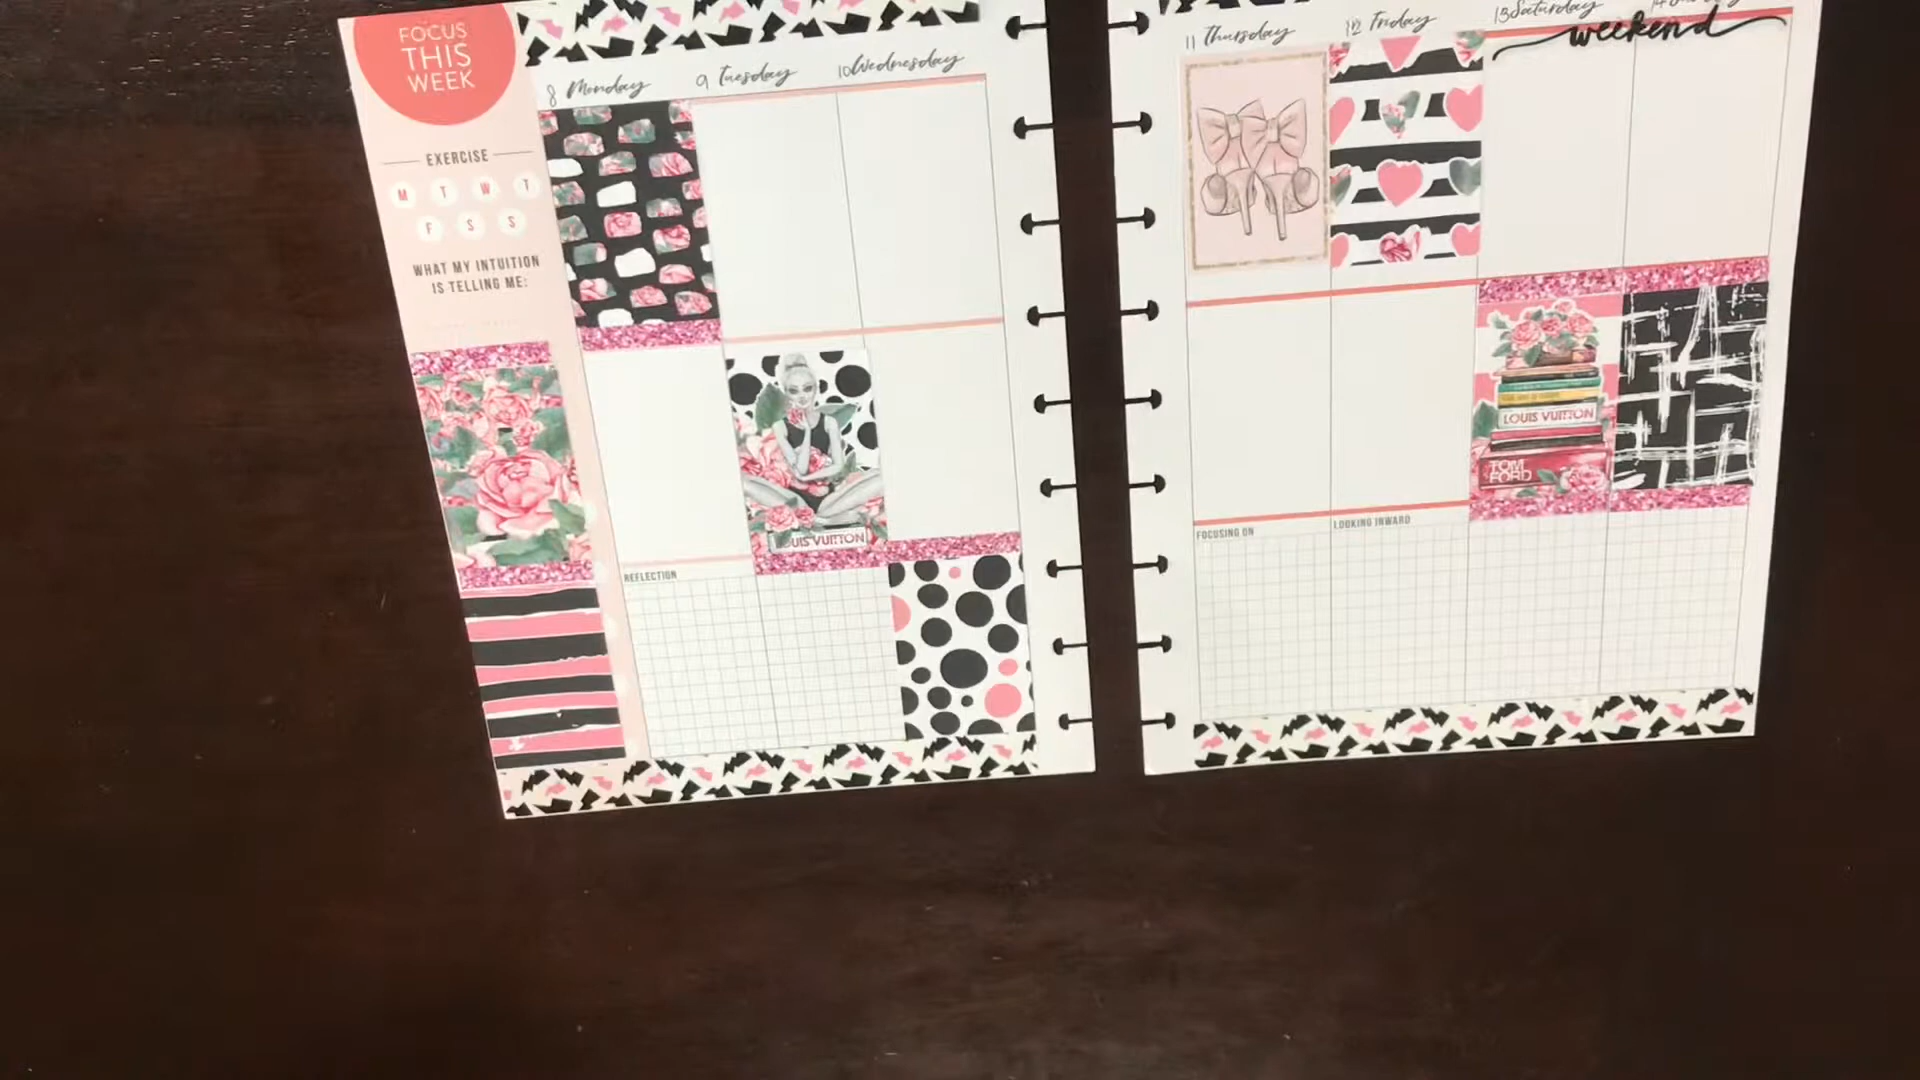 FOCUS
THIS
WEEK
EXERCISE
M T W T
F S S
WHAT MY INTUITION
IS TELLING ME:
8 Monday
9 Tuesday
10 Wednesday
LOUIS VUITTON
REFLECTION
11 Thursday
12 Friday
13 Saturday
14
weekend
LOUIS VUITTON
TOM
FORD
FOCUSING ON
LOOKING INWARD